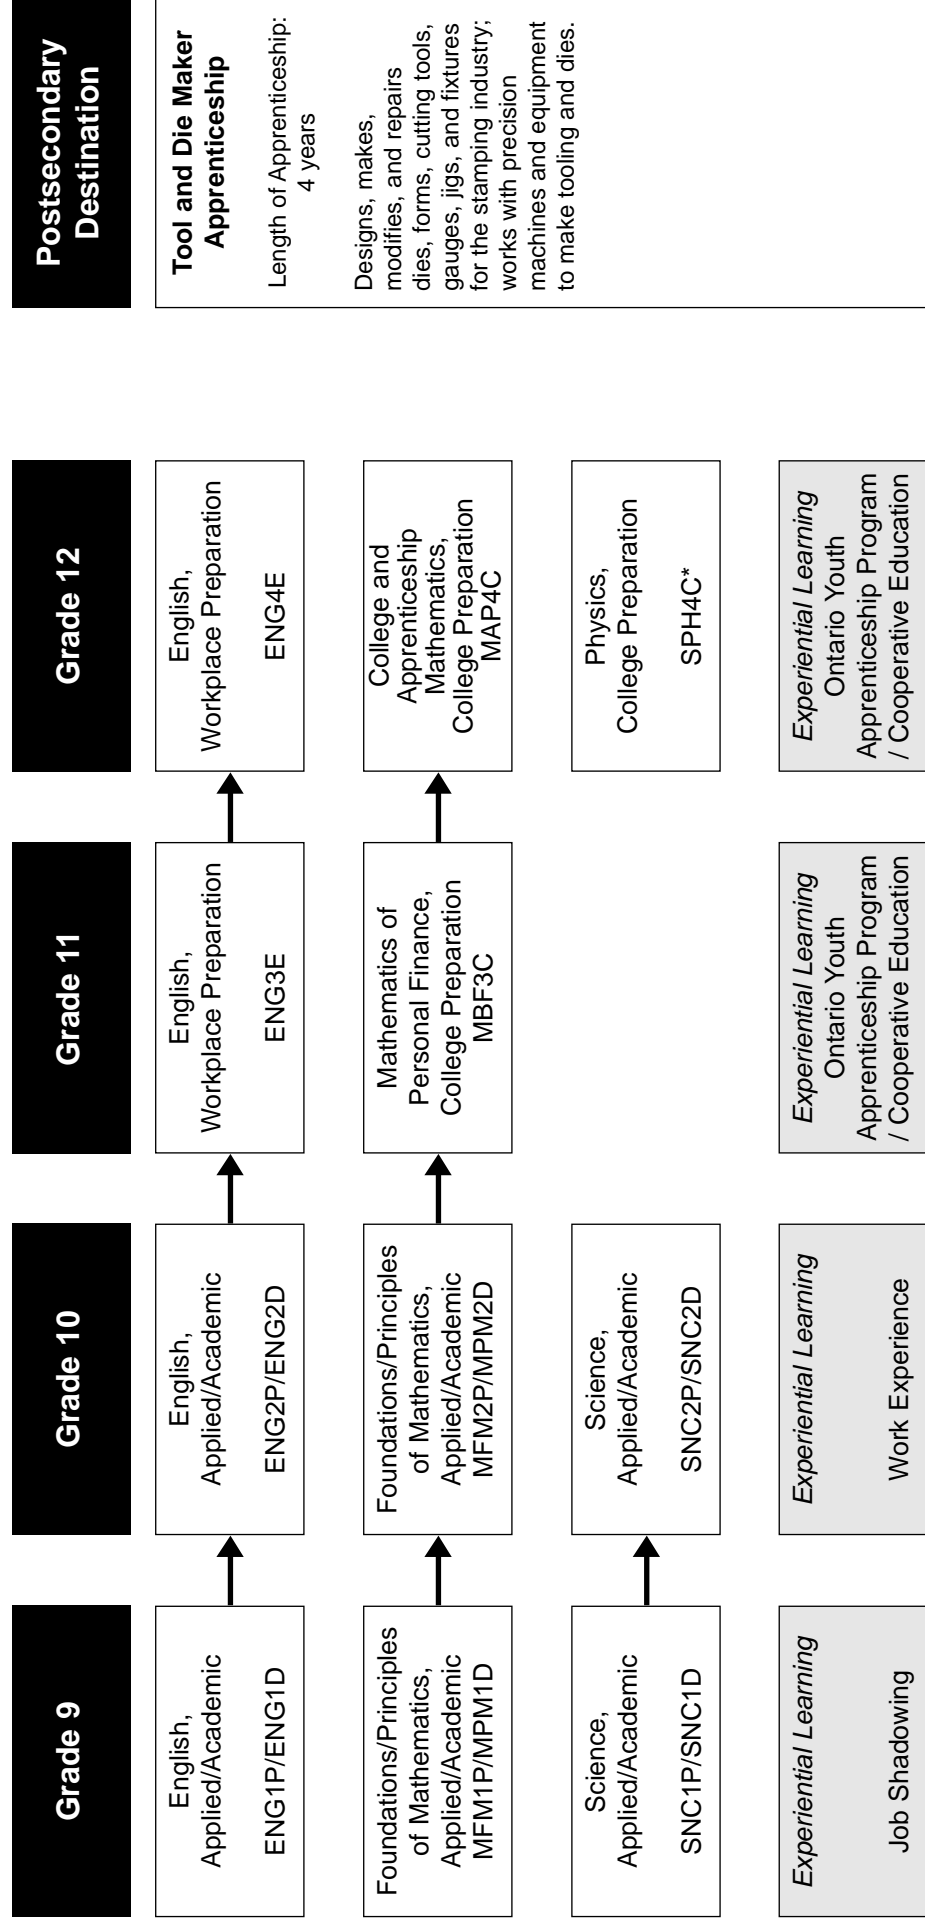 Grade 9
Grade 10
Grade 11
Grade 12
Postsecondary
Destination
English,
Applied/Academic
ENG1P/ENG1D
English,
Applied/Academic
ENG2P/ENG2D
English,
Workplace Preparation
ENG3E
English,
Workplace Preparation
ENG4E
Tool and Die Maker
Apprenticeship
Length of Apprenticeship:
4 years
Designs, makes,
modifies, and repairs
dies, forms, cutting tools,
gauges, jigs, and fixtures
for the stamping industry;
works with precision
machines and equipment
to make tooling and dies.
Foundations/Principles
of Mathematics,
Applied/Academic
MFM1P/MPM1D
Foundations/Principles
of Mathematics,
Applied/Academic
MFM2P/MPM2D
Mathematics of
Personal Finance,
College Preparation
MBF3C
College and
Apprenticeship
Mathematics,
College Preparation
MAP4C
Science,
Applied/Academic
SNC1P/SNC1D
Science,
Applied/Academic
SNC2P/SNC2D
Physics,
College Preparation
SPH4C*
Experiential Learning
Job Shadowing
Experiential Learning
Work Experience
Experiential Learning
Ontario Youth
Apprenticeship Program
/ Cooperative Education
Experiential Learning
Ontario Youth
Apprenticeship Program
/ Cooperative Education